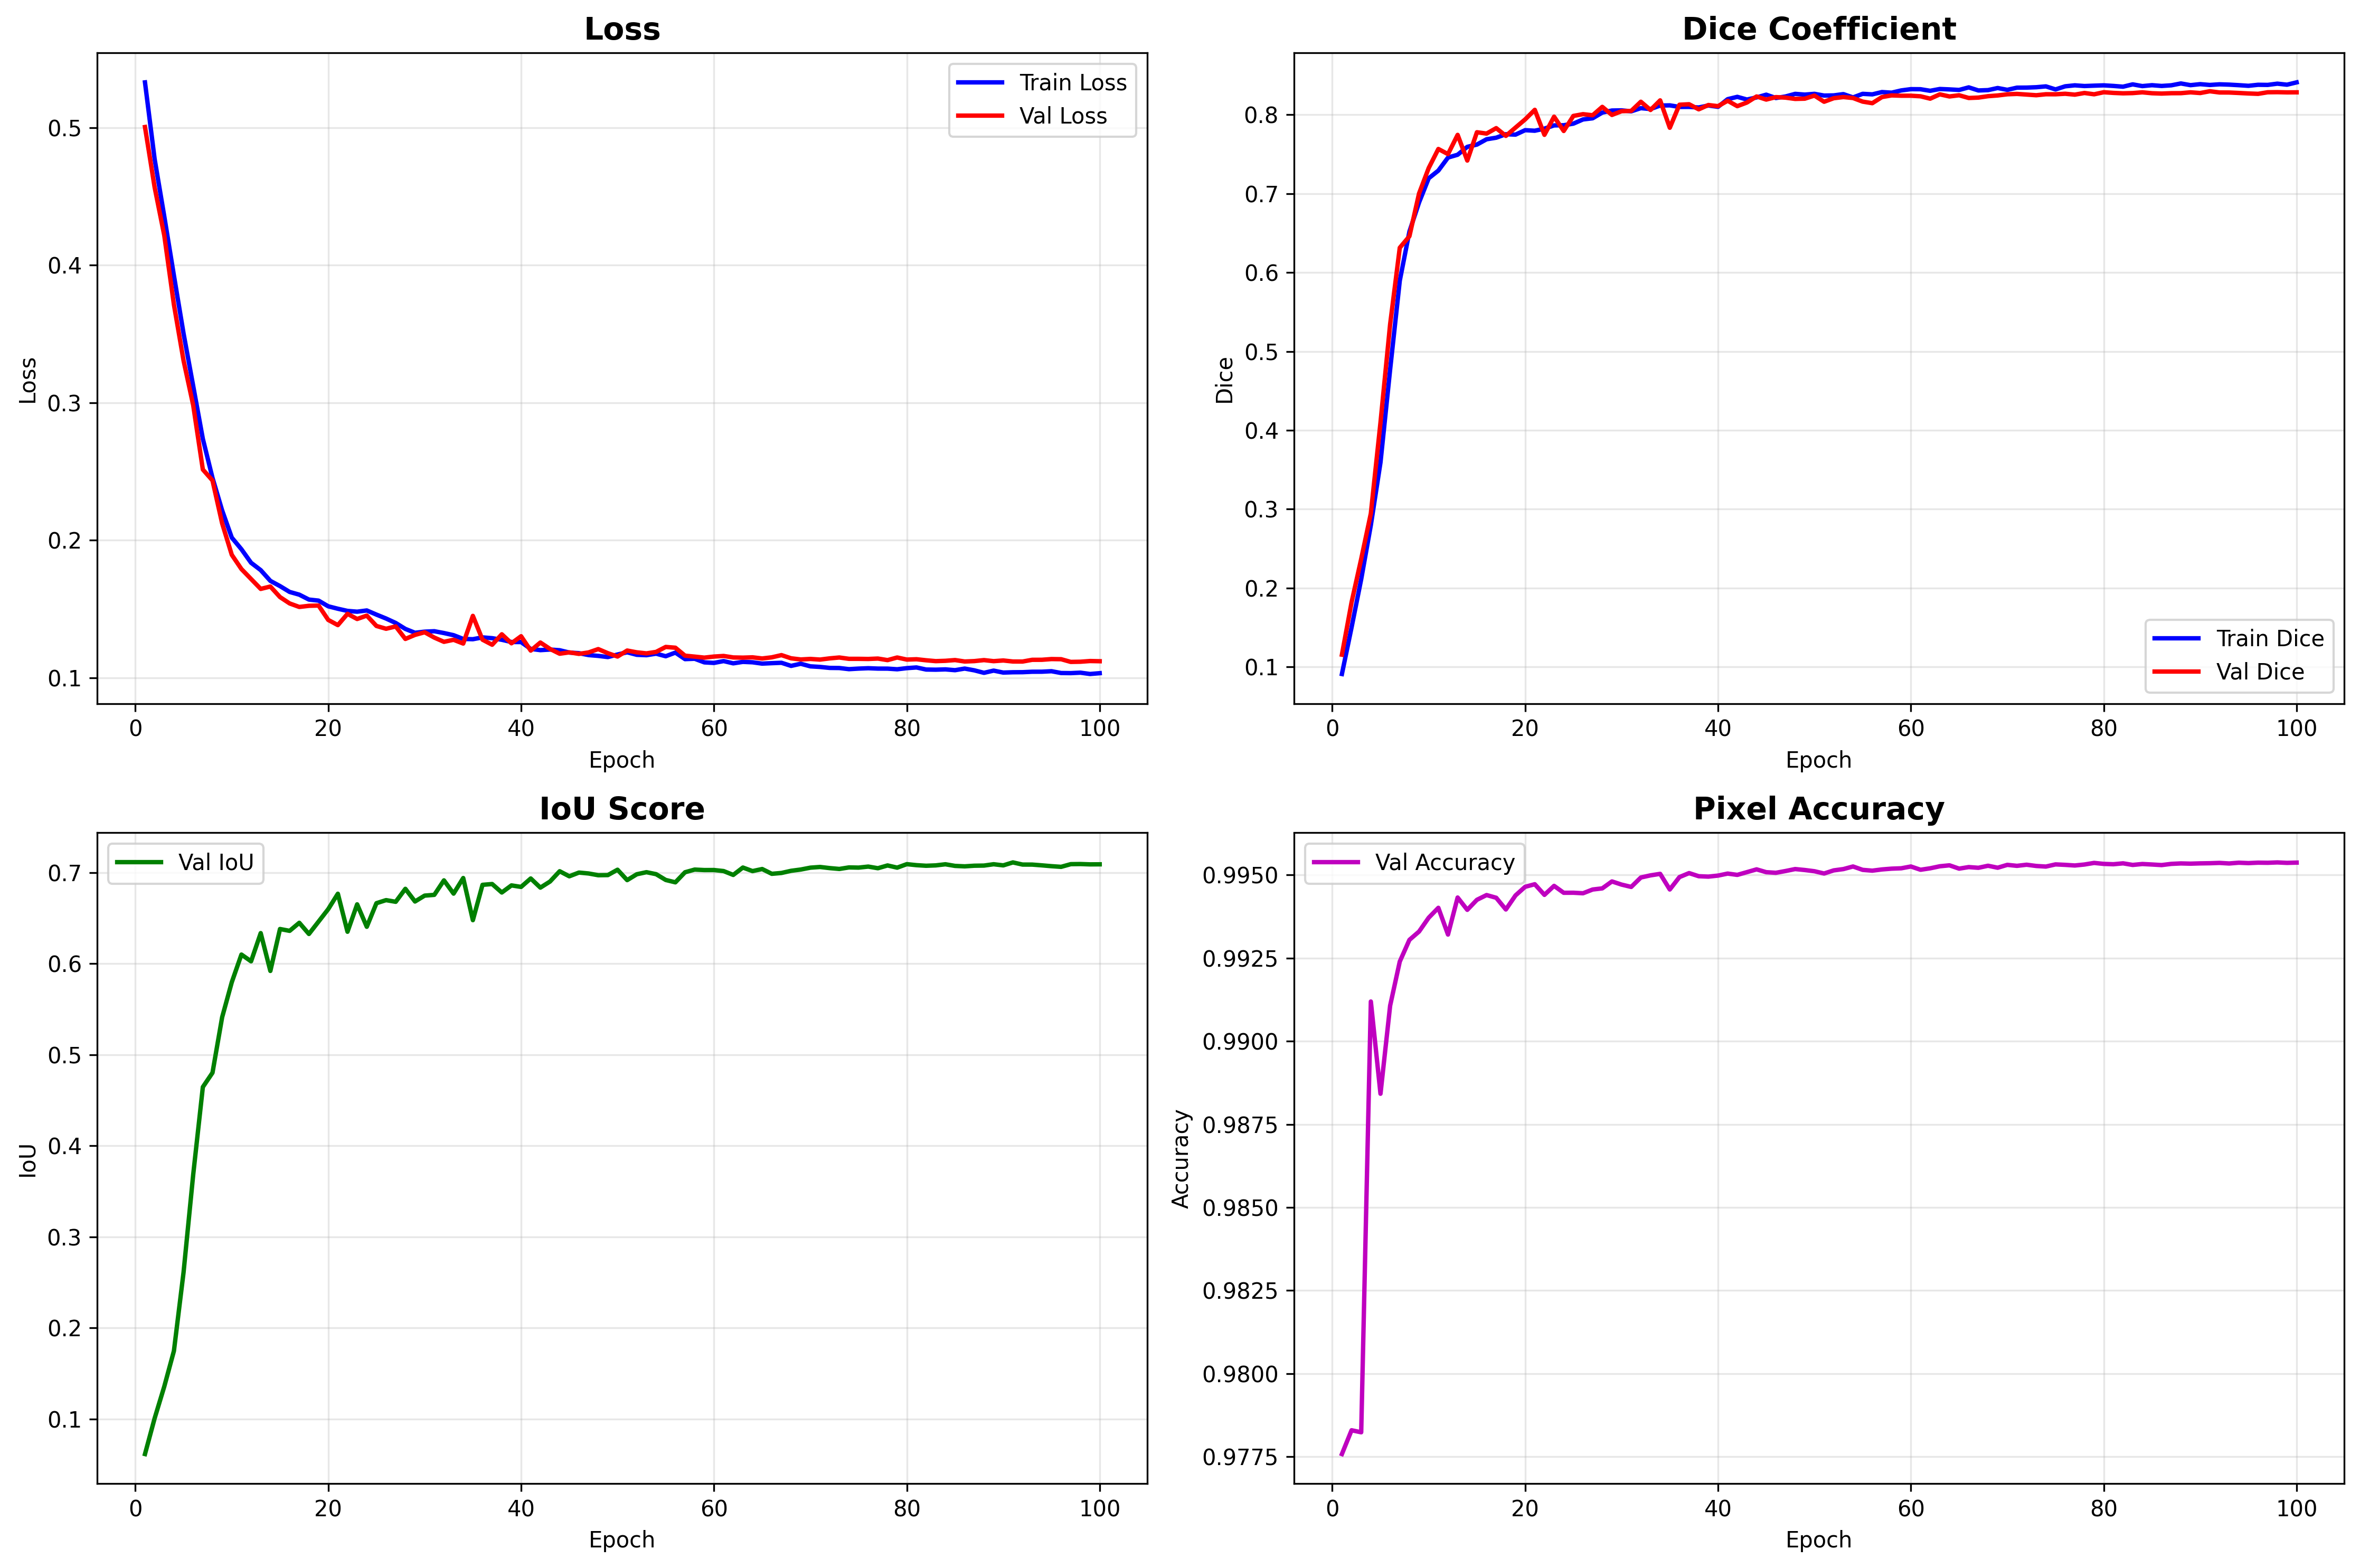 Loss
Train Loss
Val Loss
0.5
0.4
0.3
0.2
0.1
Loss
0 20 40 60 80 100
Epoch
Dice Coefficient
0.8
0.7
0.6
0.5
0.4
0.3
0.2
0.1
Dice
Train Dice
Val Dice
0 20 40 60 80 100
Epoch
IoU Score
Val IoU
0.7
0.6
0.5
0.4
0.3
0.2
0.1
IoU
0 20 40 60 80 100
Epoch
Pixel Accuracy
Val Accuracy
0.9950
0.9925
0.9900
0.9875
0.9850
0.9825
0.9800
0.9775
Accuracy
0 20 40 60 80 100
Epoch